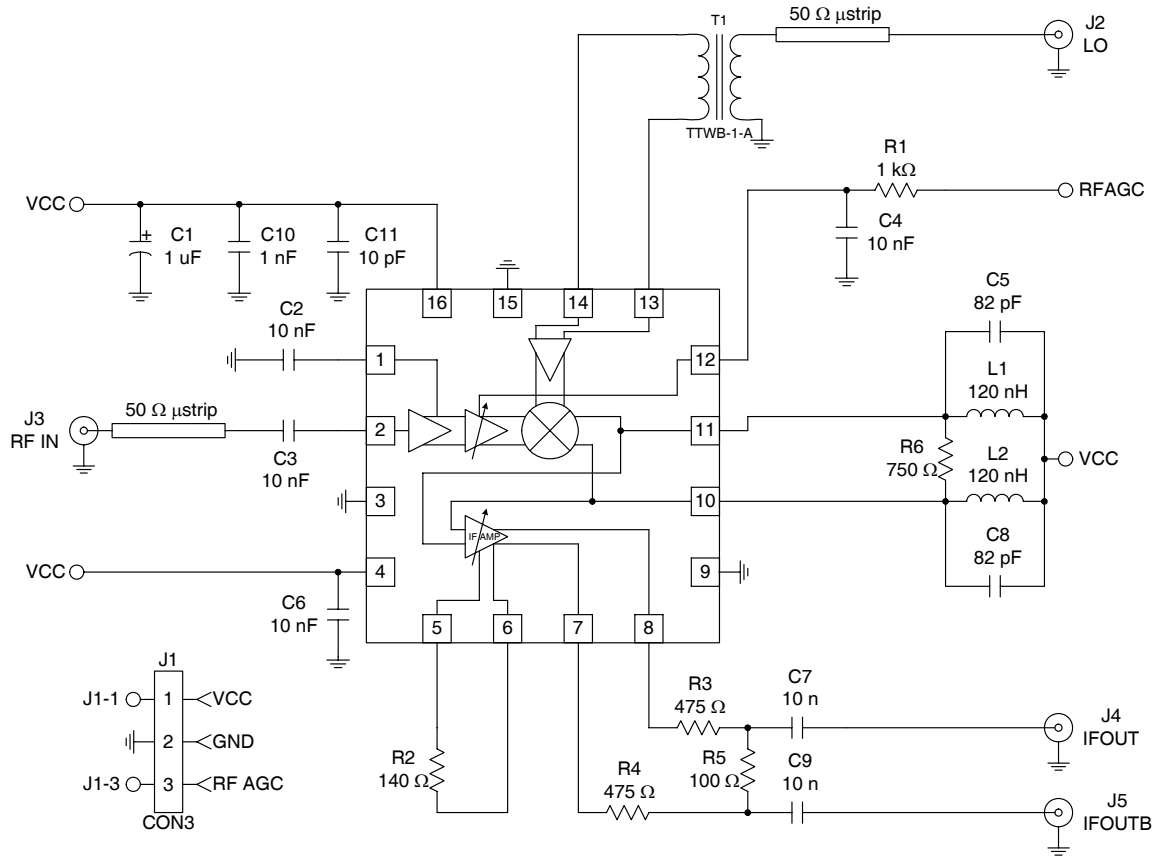 T1
50 Ω μstrip
J2
LO
TTWB-1-A
R1
1 kΩ
VCC
RFAGC
C1
1 uF
+
C10
1 nF
C11
10 pF
C4
10 nF
C5
82 pF
16
15
14
13
C2
10 nF
1
12
L1
120 nH
50 Ω μstrip
J3
RF IN
2
11
C3
10 nF
R6
750 Ω
L2
120 nH
VCC
3
10
IF AMP
C8
82 pF
VCC
4
9
C6
10 nF
5
6
7
8
J1
J1-1
1
VCC
2
GND
J1-3
3
RF AGC
CON3
R2
140 Ω
R3
475 Ω
C7
10 n
J4
IFOUT
R4
475 Ω
R5
100 Ω
C9
10 n
J5
IFOUTB